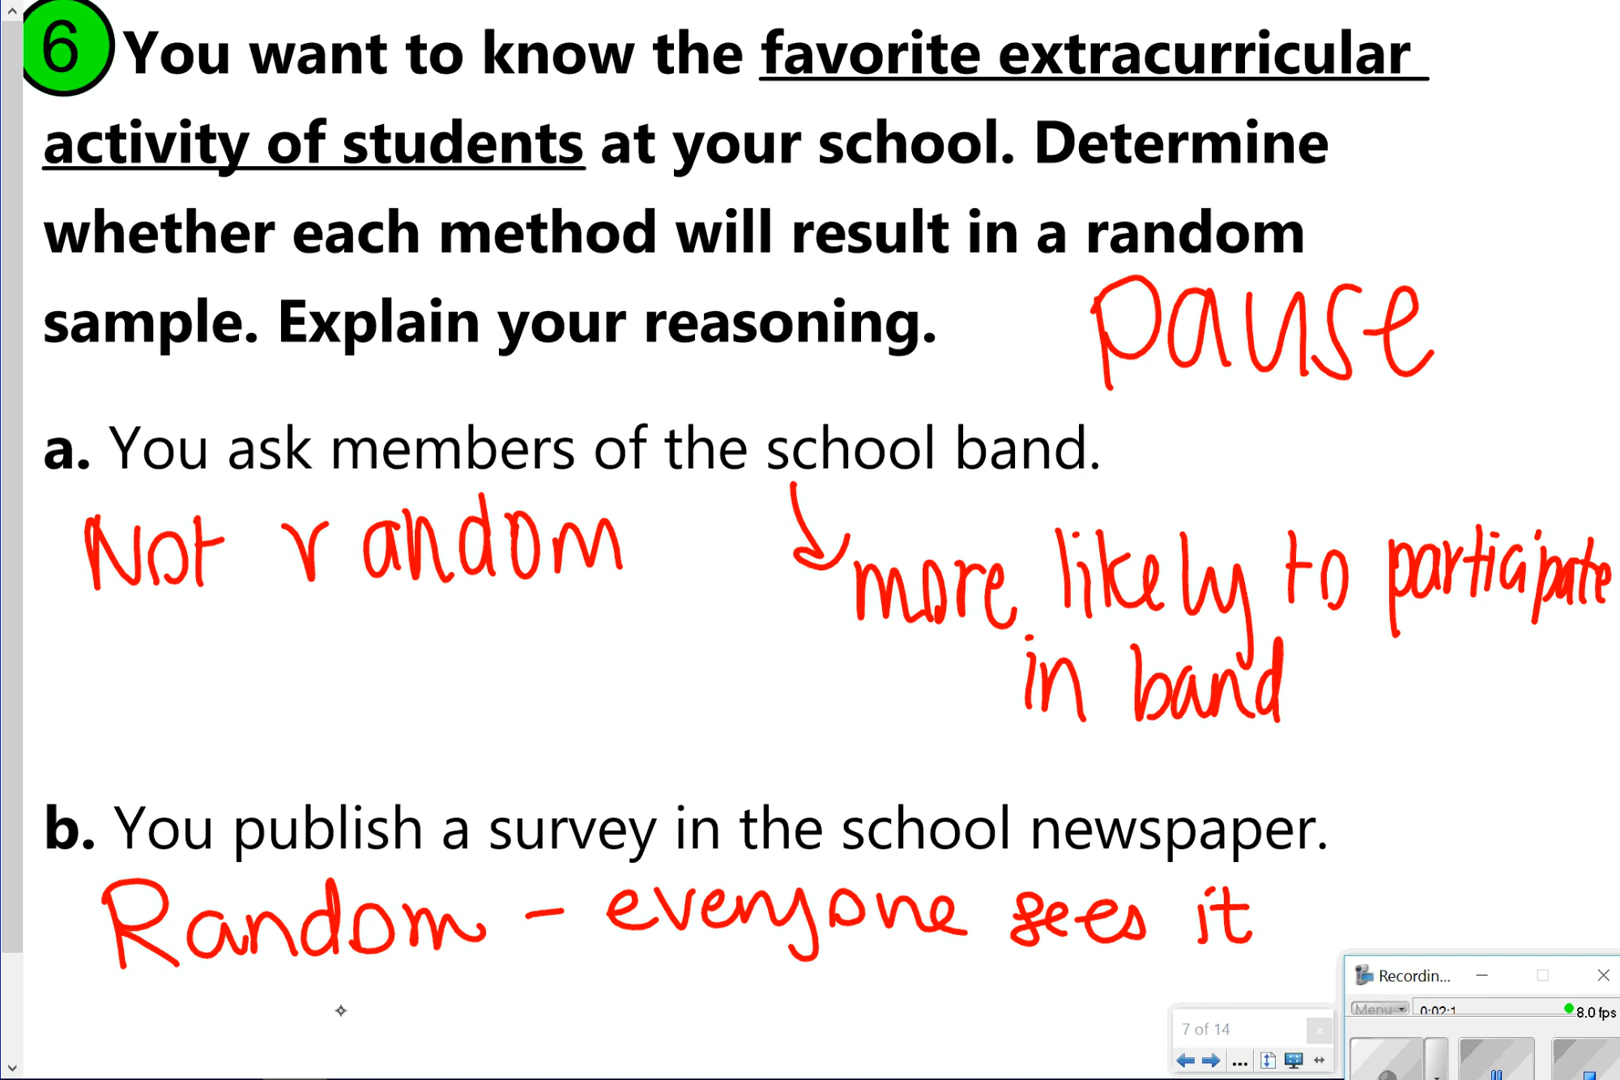 6 You want to know the favorite extracurricular
activity of students at your school. Determine
whether each method will result in a random
sample. Explain your reasoning.
pause
a. You ask members of the school band.
Not random
more likely to participate
in band
b. You publish a survey in the school newspaper.
Random - everyone sees it
Recordin...
Menu 0:02:1 8.0 fps
7 of 14